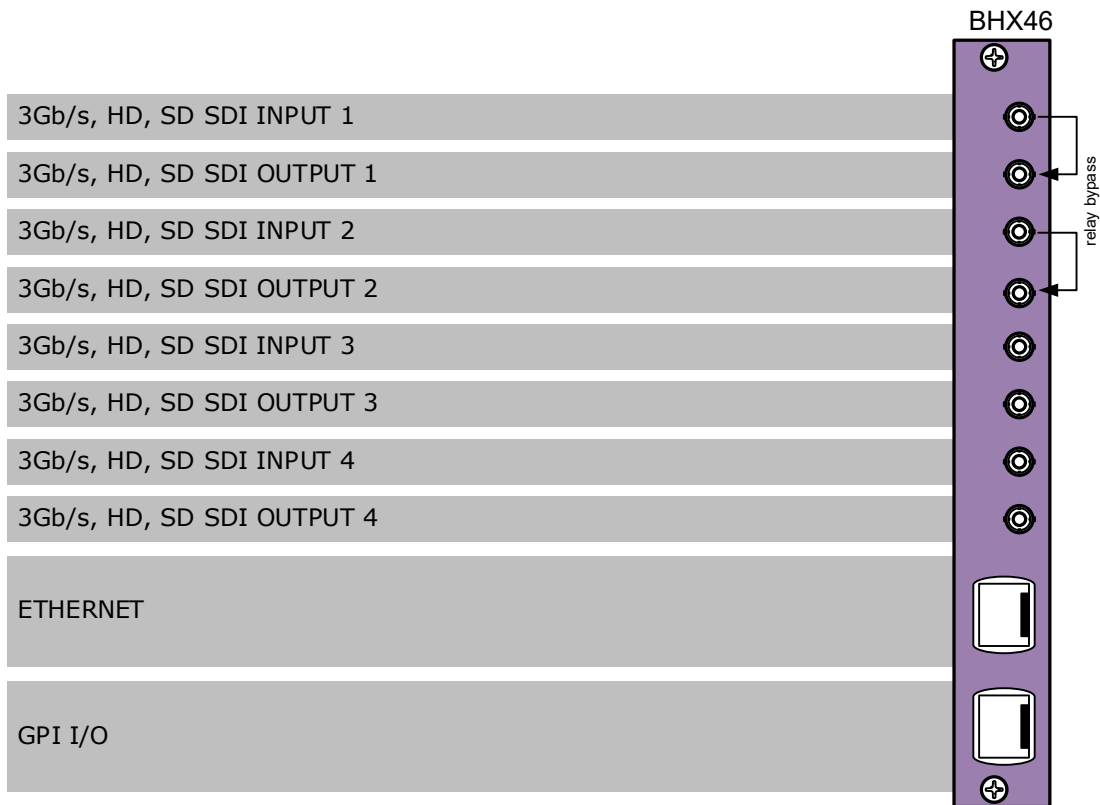 BHX46
3Gb/s, HD, SD SDI INPUT 1
3Gb/s, HD, SD SDI OUTPUT 1
relay bypass
3Gb/s, HD, SD SDI INPUT 2
3Gb/s, HD, SD SDI OUTPUT 2
3Gb/s, HD, SD SDI INPUT 3
3Gb/s, HD, SD SDI OUTPUT 3
3Gb/s, HD, SD SDI INPUT 4
3Gb/s, HD, SD SDI OUTPUT 4
ETHERNET
GPI I/O